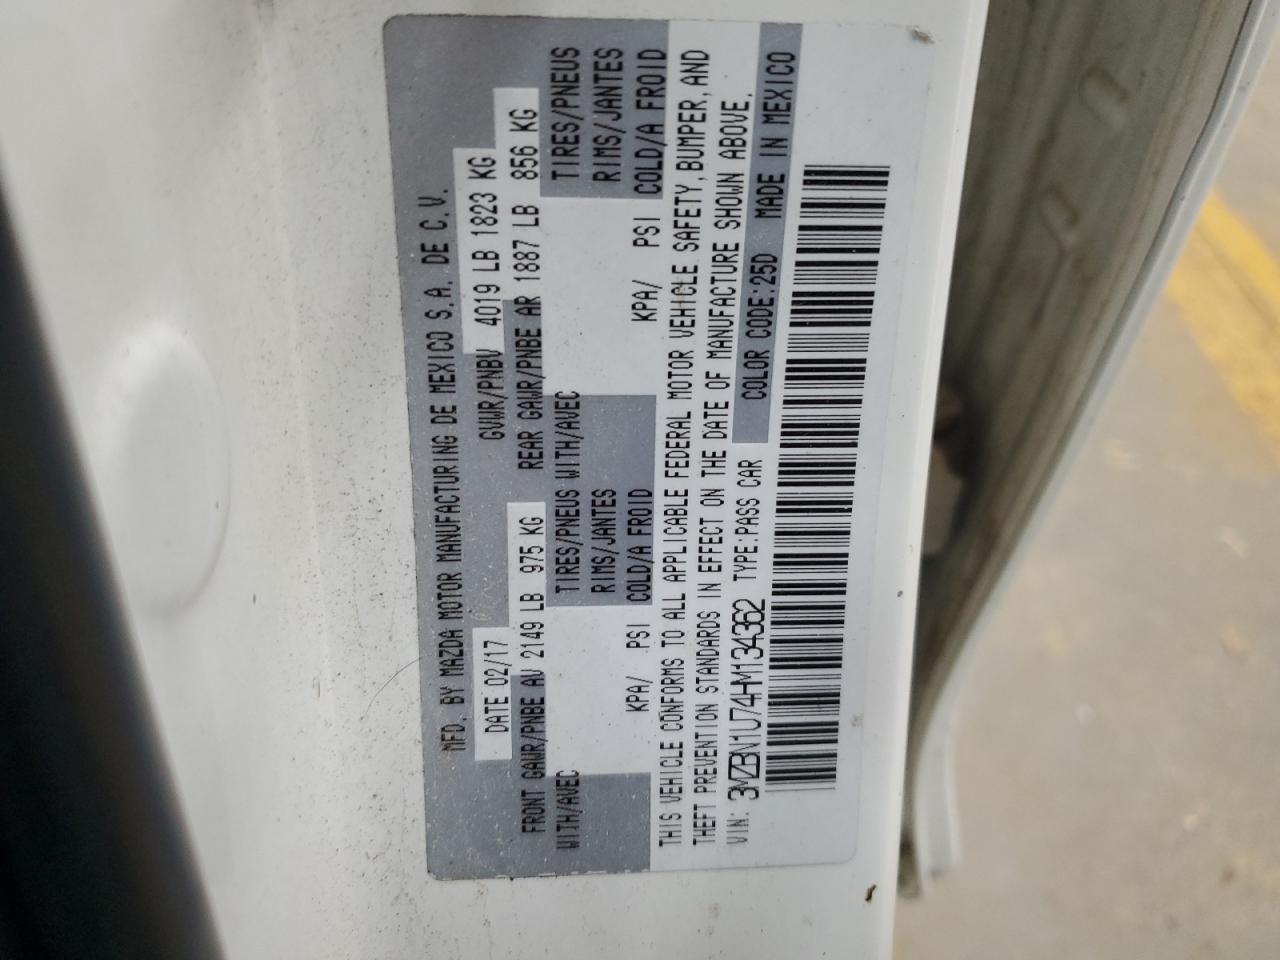 MFD. BY MAZDA MOTOR MANUFACTURING DE MEXICO S.A. DE C.V.
DATE 02/17 GVWR/PNBV 4019 LB 1823 KG
FRONT GAWR/PNBE AV 2149 LB 975 KG REAR GAWR/PNBE AR 1887 LB 856 KG
WITH/AVEC TIRES/PNEUS WITH/AVEC TIRES/PNEUS
RIMS/JANTES RIMS/JANTES
KPA/ PSI COLD/A FROID KPA/ PSI COLD/A FROID
THIS VEHICLE CONFORMS TO ALL APPLICABLE FEDERAL MOTOR VEHICLE SAFETY, BUMPER, AND
THEFT PREVENTION STANDARDS IN EFFECT ON THE DATE OF MANUFACTURE SHOWN ABOVE.
VIN: 3MZBN1U74HM134362 TYPE:PASS CAR COLOR CODE:25D MADE IN MEXICO